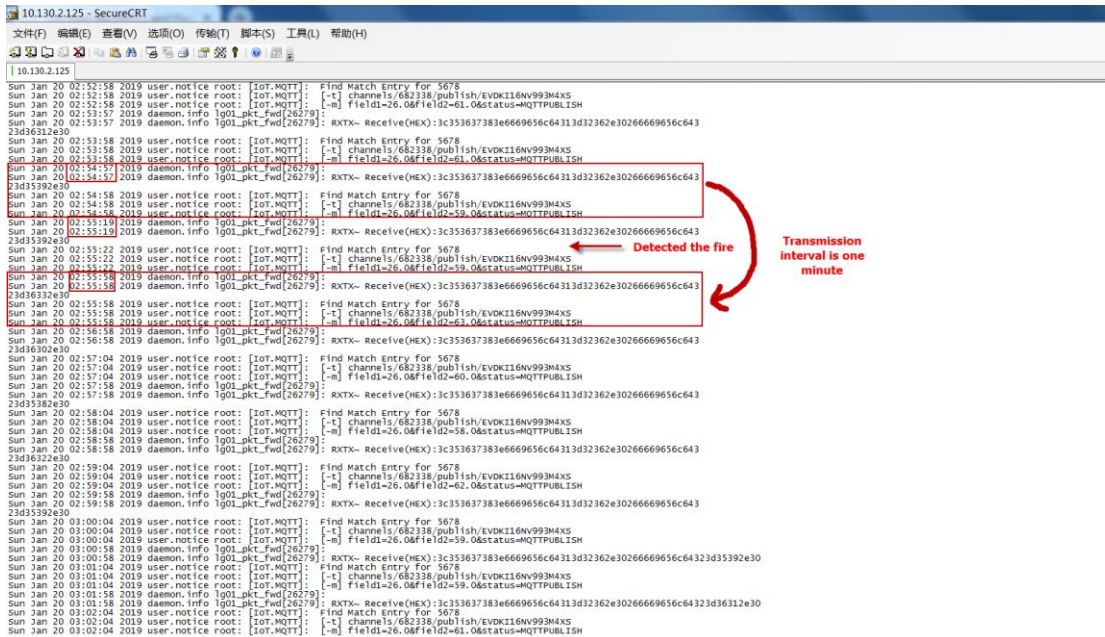 10.130.2.125 - SecureCRT
文件(F) 编辑(E) 查看(V) 选项(O) 传输(T) 脚本(S) 工具(L) 帮助(H)
10.130.2.125
Sun Jan 20 02:52:58 2019 user.notice root: [IoT.MQTT]: Find Match Entry for 5678
Sun Jan 20 02:52:58 2019 user.notice root: [IoT.MQTT]: [-t] channels/682338/publish/EVDKI16NV993M4XS
Sun Jan 20 02:52:58 2019 user.notice root: [IoT.MQTT]: [-m] field1=26.0&field2=61.0&status=MQTTPUBLISH
Sun Jan 20 02:53:57 2019 daemon.info lg01_pkt_fwd[26279]:
Sun Jan 20 02:53:57 2019 daemon.info lg01_pkt_fwd[26279]: RXTX~ Receive(HEX):3c353637383e6669656c64313d32362e30266669656c643
23d36312e30
Sun Jan 20 02:53:58 2019 user.notice root: [IoT.MQTT]: Find Match Entry for 5678
Sun Jan 20 02:53:58 2019 user.notice root: [IoT.MQTT]: [-t] channels/682338/publish/EVDKI16NV993M4XS
Sun Jan 20 02:53:58 2019 user.notice root: [IoT.MQTT]: [-m] field1=26.0&field2=61.0&status=MQTTPUBLISH
Sun Jan 20 02:54:57 2019 daemon.info lg01_pkt_fwd[26279]:
Sun Jan 20 02:54:57 2019 daemon.info lg01_pkt_fwd[26279]: RXTX~ Receive(HEX):3c353637383e6669656c64313d32362e30266669656c643
23d35392e30
Sun Jan 20 02:54:58 2019 user.notice root: [IoT.MQTT]: Find Match Entry for 5678
Sun Jan 20 02:54:58 2019 user.notice root: [IoT.MQTT]: [-t] channels/682338/publish/EVDKI16NV993M4XS
Sun Jan 20 02:54:58 2019 user.notice root: [IoT.MQTT]: [-m] field1=26.0&field2=59.0&status=MQTTPUBLISH
Sun Jan 20 02:55:19 2019 daemon.info lg01_pkt_fwd[26279]:
Sun Jan 20 02:55:19 2019 daemon.info lg01_pkt_fwd[26279]: RXTX~ Receive(HEX):3c353637383e6669656c64313d32362e30266669656c643
23d35392e30
Sun Jan 20 02:55:22 2019 user.notice root: [IoT.MQTT]: Find Match Entry for 5678
Sun Jan 20 02:55:22 2019 user.notice root: [IoT.MQTT]: [-t] channels/682338/publish/EVDKI16NV993M4XS
Sun Jan 20 02:55:22 2019 user.notice root: [IoT.MQTT]: [-m] field1=26.0&field2=59.0&status=MQTTPUBLISH
Detected the fire
Transmission
interval is one
minute
Sun Jan 20 02:55:58 2019 daemon.info lg01_pkt_fwd[26279]:
Sun Jan 20 02:55:58 2019 daemon.info lg01_pkt_fwd[26279]: RXTX~ Receive(HEX):3c353637383e6669656c64313d32362e30266669656c643
23d36332e30
Sun Jan 20 02:55:58 2019 user.notice root: [IoT.MQTT]: Find Match Entry for 5678
Sun Jan 20 02:55:58 2019 user.notice root: [IoT.MQTT]: [-t] channels/682338/publish/EVDKI16NV993M4XS
Sun Jan 20 02:55:58 2019 user.notice root: [IoT.MQTT]: [-m] field1=26.0&field2=63.0&status=MQTTPUBLISH
Sun Jan 20 02:56:58 2019 daemon.info lg01_pkt_fwd[26279]:
Sun Jan 20 02:56:58 2019 daemon.info lg01_pkt_fwd[26279]: RXTX~ Receive(HEX):3c353637383e6669656c64313d32362e30266669656c643
23d36302e30
Sun Jan 20 02:57:04 2019 user.notice root: [IoT.MQTT]: Find Match Entry for 5678
Sun Jan 20 02:57:04 2019 user.notice root: [IoT.MQTT]: [-t] channels/682338/publish/EVDKI16NV993M4XS
Sun Jan 20 02:57:04 2019 user.notice root: [IoT.MQTT]: [-m] field1=26.0&field2=60.0&status=MQTTPUBLISH
Sun Jan 20 02:57:58 2019 daemon.info lg01_pkt_fwd[26279]:
Sun Jan 20 02:57:58 2019 daemon.info lg01_pkt_fwd[26279]: RXTX~ Receive(HEX):3c353637383e6669656c64313d32362e30266669656c643
23d35382e30
Sun Jan 20 02:58:04 2019 user.notice root: [IoT.MQTT]: Find Match Entry for 5678
Sun Jan 20 02:58:04 2019 user.notice root: [IoT.MQTT]: [-t] channels/682338/publish/EVDKI16NV993M4XS
Sun Jan 20 02:58:04 2019 user.notice root: [IoT.MQTT]: [-m] field1=26.0&field2=58.0&status=MQTTPUBLISH
Sun Jan 20 02:58:58 2019 daemon.info lg01_pkt_fwd[26279]:
Sun Jan 20 02:58:58 2019 daemon.info lg01_pkt_fwd[26279]: RXTX~ Receive(HEX):3c353637383e6669656c64313d32362e30266669656c643
23d36322e30
Sun Jan 20 02:59:04 2019 user.notice root: [IoT.MQTT]: Find Match Entry for 5678
Sun Jan 20 02:59:04 2019 user.notice root: [IoT.MQTT]: [-t] channels/682338/publish/EVDKI16NV993M4XS
Sun Jan 20 02:59:04 2019 user.notice root: [IoT.MQTT]: [-m] field1=26.0&field2=62.0&status=MQTTPUBLISH
Sun Jan 20 02:59:58 2019 daemon.info lg01_pkt_fwd[26279]:
Sun Jan 20 02:59:58 2019 daemon.info lg01_pkt_fwd[26279]: RXTX~ Receive(HEX):3c353637383e6669656c64313d32362e30266669656c643
23d35392e30
Sun Jan 20 03:00:04 2019 user.notice root: [IoT.MQTT]: Find Match Entry for 5678
Sun Jan 20 03:00:04 2019 user.notice root: [IoT.MQTT]: [-t] channels/682338/publish/EVDKI16NV993M4XS
Sun Jan 20 03:00:04 2019 user.notice root: [IoT.MQTT]: [-m] field1=26.0&field2=59.0&status=MQTTPUBLISH
Sun Jan 20 03:00:58 2019 daemon.info lg01_pkt_fwd[26279]:
Sun Jan 20 03:00:58 2019 daemon.info lg01_pkt_fwd[26279]: RXTX~ Receive(HEX):3c353637383e6669656c64313d32362e30266669656c64323d35392e30
Sun Jan 20 03:01:04 2019 user.notice root: [IoT.MQTT]: Find Match Entry for 5678
Sun Jan 20 03:01:04 2019 user.notice root: [IoT.MQTT]: [-t] channels/682338/publish/EVDKI16NV993M4XS
Sun Jan 20 03:01:04 2019 user.notice root: [IoT.MQTT]: [-m] field1=26.0&field2=59.0&status=MQTTPUBLISH
Sun Jan 20 03:01:58 2019 daemon.info lg01_pkt_fwd[26279]:
Sun Jan 20 03:01:58 2019 daemon.info lg01_pkt_fwd[26279]: RXTX~ Receive(HEX):3c353637383e6669656c64313d32362e30266669656c64323d36312e30
Sun Jan 20 03:02:04 2019 user.notice root: [IoT.MQTT]: Find Match Entry for 5678
Sun Jan 20 03:02:04 2019 user.notice root: [IoT.MQTT]: [-t] channels/682338/publish/EVDKI16NV993M4XS
Sun Jan 20 03:02:04 2019 user.notice root: [IoT.MQTT]: [-m] field1=26.0&field2=61.0&status=MQTTPUBLISH